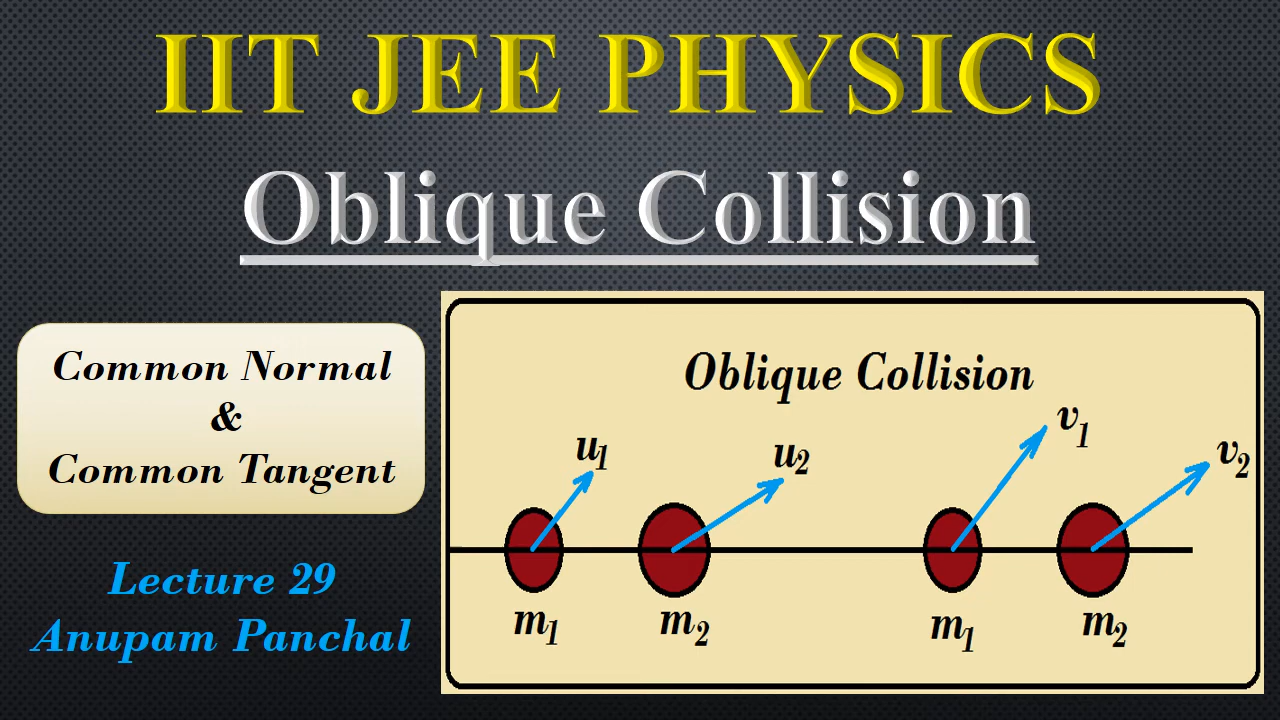 IIT JEE PHYSICS
Oblique Collision
Common Normal
&
Common Tangent
Lecture 29
Anupam Panchal
Oblique Collision
u1 u2 v1 v2
m1 m2 m1 m2